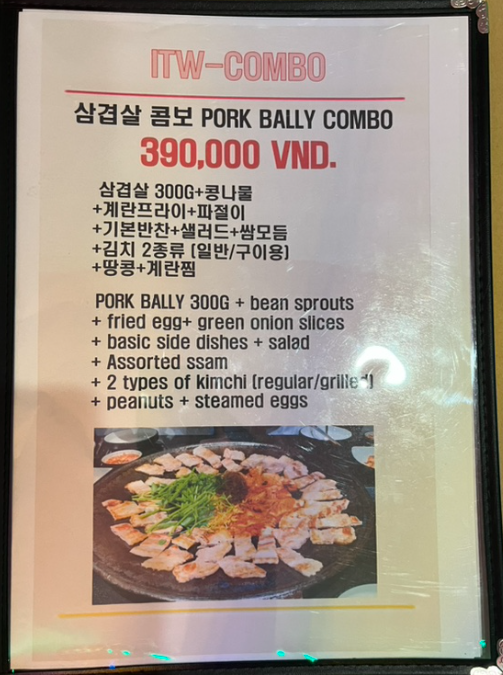 ITW-COMBO
삼겹살 콤보 PORK BALLY COMBO
390,000 VND.
삼겹살 300G+콩나물
+계란프라이+파절이
+기본반찬+샐러드+쌈모듬
+김치 2종류 (일반/구이용)
+땅콩+계란찜
PORK BALLY 300G + bean sprouts
+ fried egg+ green onion slices
+ basic side dishes + salad
+ Assorted ssam
+ 2 types of kimchi (regular/grilled)
+ peanuts + steamed eggs